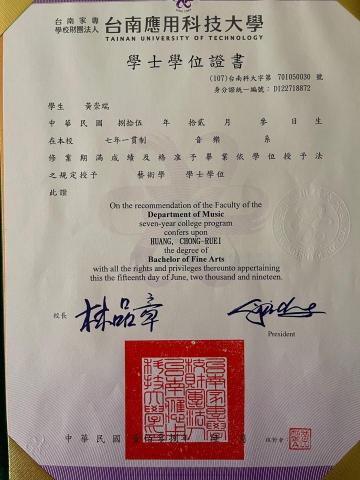 台南家專
學校財團法人 台南應用科技大學
TAINAN UNIVERSITY OF TECHNOLOGY
學士學位證書
(107)台南科大字第 701050030 號
身分證統一編號：D122718872
學生 黃崇瑞
中華民國 捌拾伍 年 拾貳 月 參 日生
在本校 七年一貫制 音樂 系
修業期滿成績及格准予畢業依學位授予法
之規定授予 藝術學 學士學位
此證
On the recommendation of the Faculty of the
Department of Music
seven-year college program
confers upon
HUANG, CHONG-RUEI
the degree of
Bachelor of Fine Arts
with all the rights and privileges thereunto appertaining
this the fifteenth day of June, two thousand and nineteen.
校長 林品章
President
中華民國
校對者